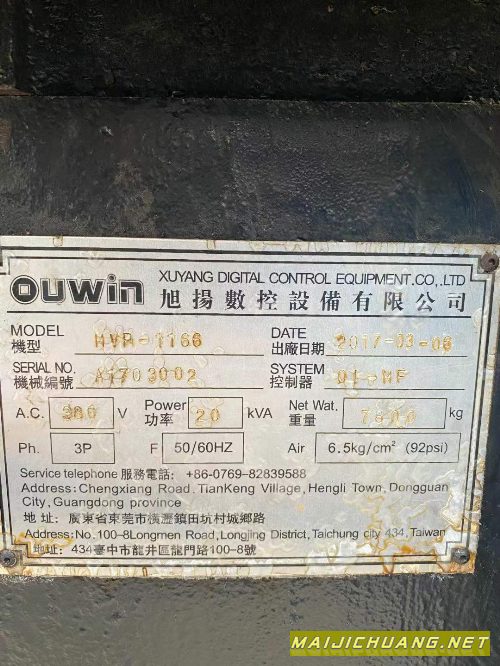 ouwin
XUYANG DIGITAL CONTROL EQUIPMENT.CO,.LTD
旭揚數控設備有限公司
MODEL MVR-1166 DATE 2017-03-06
機型 出廠日期
SERIAL NO. A1703002 SYSTEM 01-MF
機械編號 控制器
A.C. 380 V Power 功率 20 kVA Net Wat. 重量 kg
Ph. 3P F 50/60HZ Air 6.5kg/cm² (92psi)
Service telephone 服務電話: +86-0769-82839588
Address: Chengxiang Road. TianKeng Village, Hengli Town, Dongguan
City, Guangdong province
地 址: 廣東省東莞市橫瀝鎮田坑村城鄉路
Address: No.100-8Longmen Road, Longjing District, Taichung city 434, Taiwan
地址: 434臺中市龍井區龍門路100-8號
MAIJICHUANG.NET